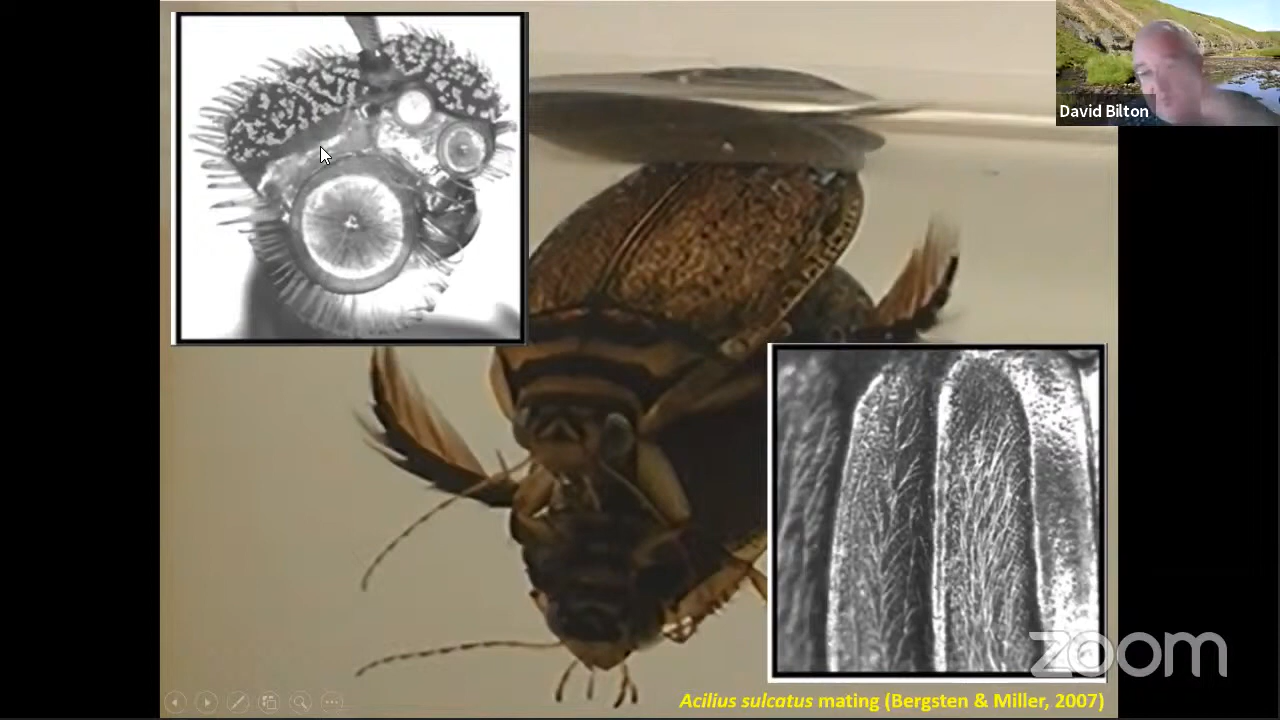 David Bilton
zoom
Acilius sulcatus mating (Bergsten & Miller, 2007)